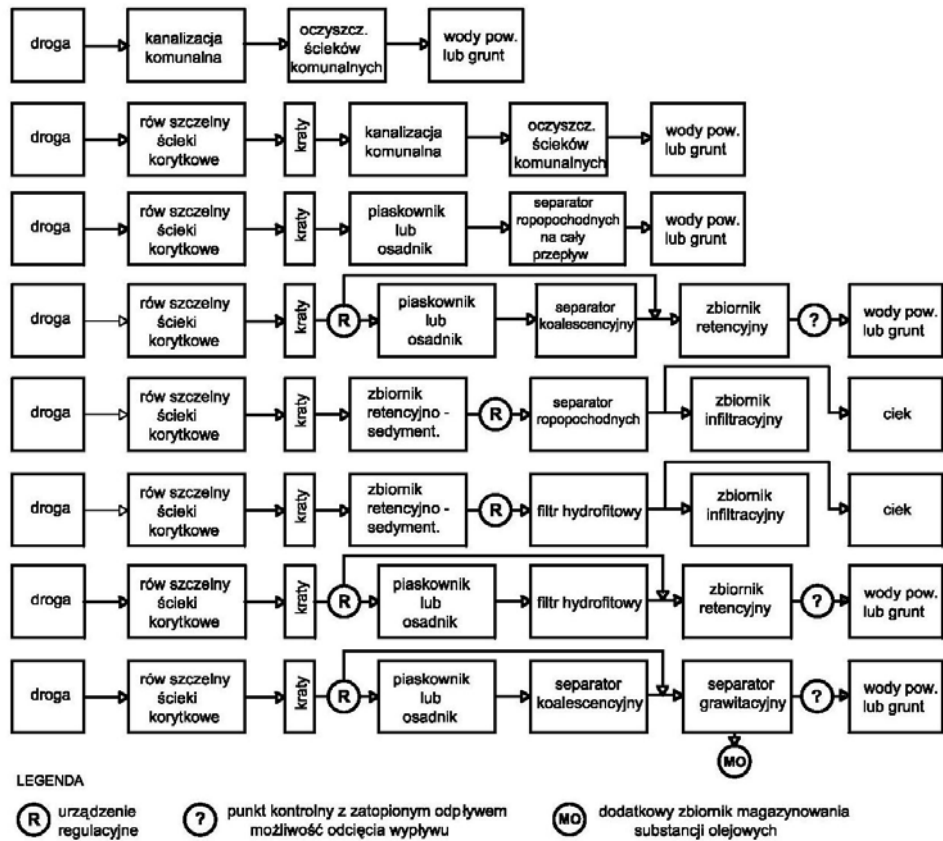 droga
kanalizacja
komunalna
oczyszcz.
ścieków
komunalnych
wody pow.
lub grunt
droga
rów szczelny
ścieki
korytkowe
kraty
kanalizacja
komunalna
oczyszcz.
ścieków
komunalnych
wody pow.
lub grunt
droga
rów szczelny
ścieki
korytkowe
kraty
piaskownik
lub
osadnik
separator
ropopochodnych
na cały
przepływ
wody pow.
lub grunt
droga
rów szczelny
ścieki
korytkowe
kraty
R
piaskownik
lub
osadnik
separator
koalescencyjny
zbiornik
retencyjny
?
wody pow.
lub grunt
droga
rów szczelny
ścieki
korytkowe
kraty
zbiornik
retencyjno -
sedyment.
R
separator
ropopochodnych
zbiornik
infiltracyjny
ciek
droga
rów szczelny
ścieki
korytkowe
kraty
zbiornik
retencyjno -
sedyment.
R
filtr hydrofitowy
zbiornik
infiltracyjny
ciek
droga
rów szczelny
ścieki
korytkowe
kraty
R
piaskownik
lub
osadnik
filtr hydrofitowy
zbiornik
retencyjny
?
wody pow.
lub grunt
droga
rów szczelny
ścieki
korytkowe
kraty
R
piaskownik
lub
osadnik
separator
koalescencyjny
separator
grawitacyjny
?
wody pow.
lub grunt
MO
LEGENDA
R
urządzenie
regulacyjne
?
punkt kontrolny z zatopionym odpływem
możliwość odcięcia wypływu
MO
dodatkowy zbiornik magazynowania
substancji olejowych